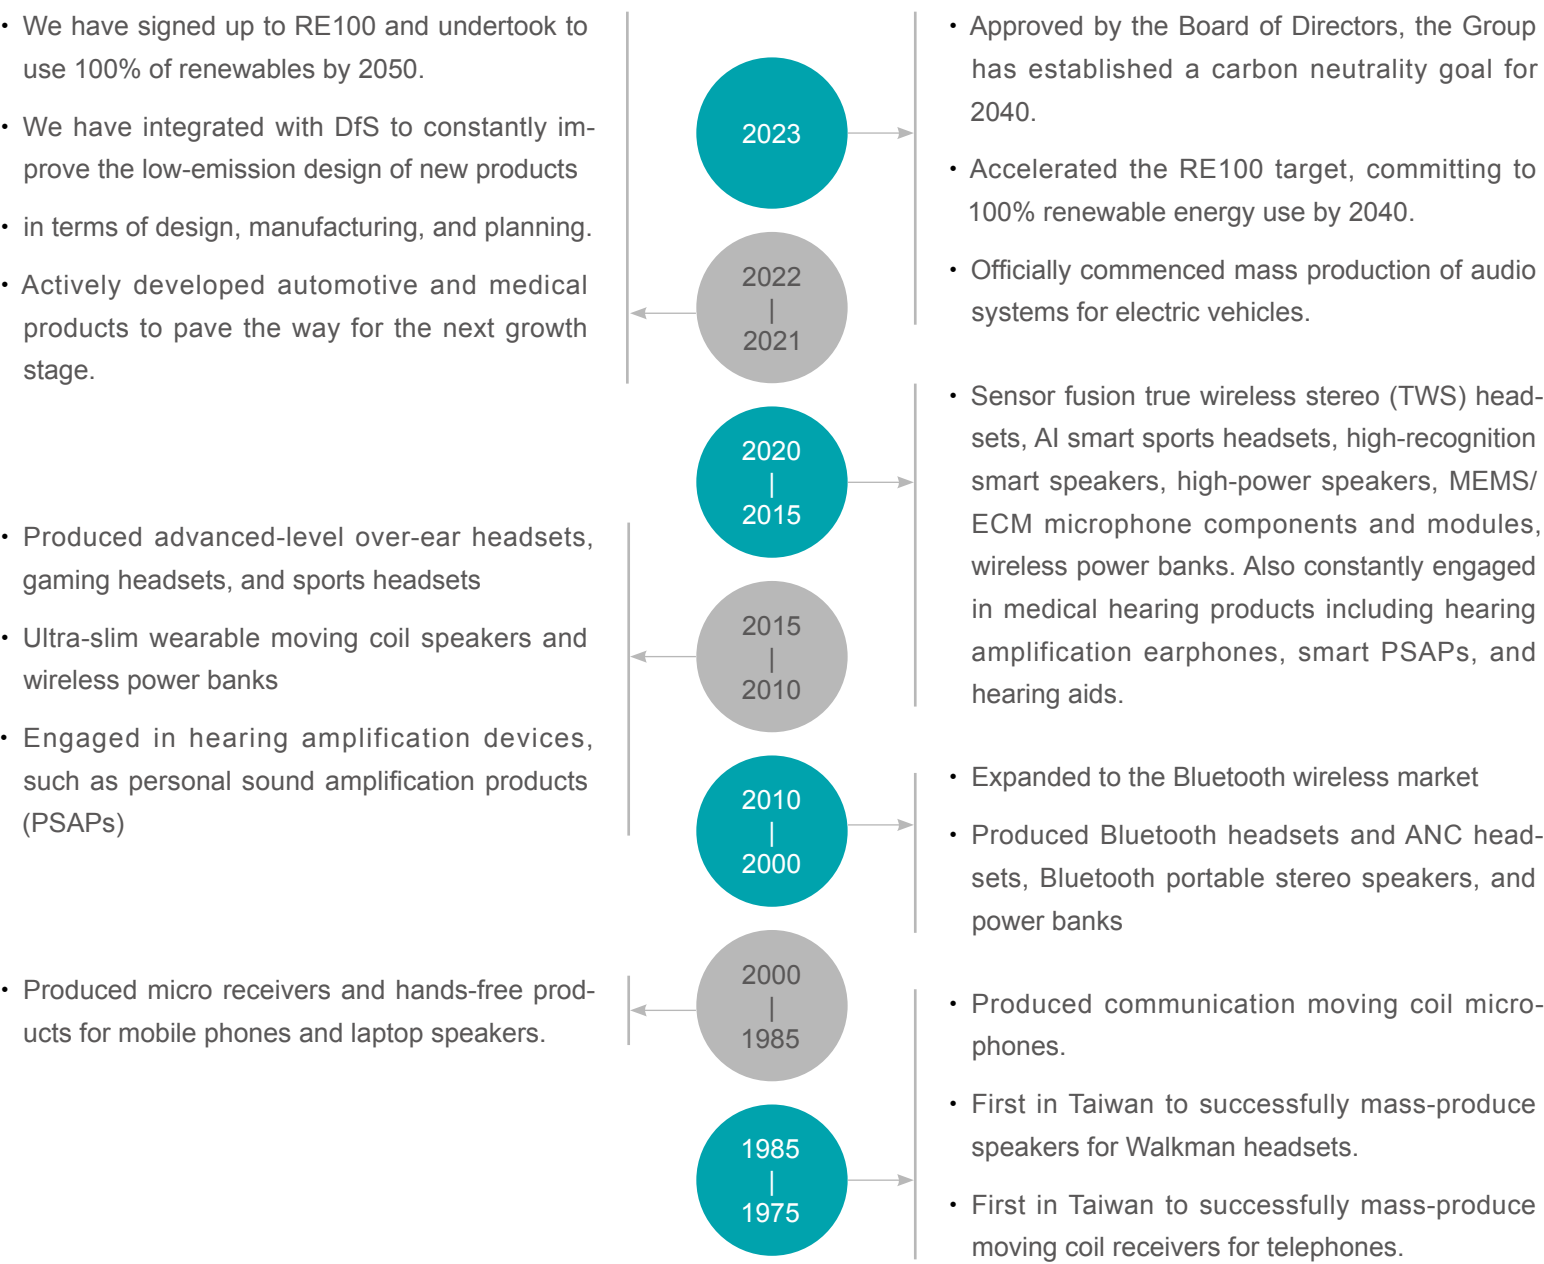 2023
• Approved by the Board of Directors, the Group
has established a carbon neutrality goal for
2040.
• Accelerated the RE100 target, committing to
100% renewable energy use by 2040.
• Officially commenced mass production of audio
systems for electric vehicles.
2022
|
2021
• We have signed up to RE100 and undertook to
use 100% of renewables by 2050.
• We have integrated with DfS to constantly im-
prove the low-emission design of new products
• in terms of design, manufacturing, and planning.
• Actively developed automotive and medical
products to pave the way for the next growth
stage.
2020
|
2015
• Sensor fusion true wireless stereo (TWS) head-
sets, AI smart sports headsets, high-recognition
smart speakers, high-power speakers, MEMS/
ECM microphone components and modules,
wireless power banks. Also constantly engaged
in medical hearing products including hearing
amplification earphones, smart PSAPs, and
hearing aids.
2015
|
2010
• Produced advanced-level over-ear headsets,
gaming headsets, and sports headsets
• Ultra-slim wearable moving coil speakers and
wireless power banks
• Engaged in hearing amplification devices,
such as personal sound amplification products
(PSAPs)
2010
|
2000
• Expanded to the Bluetooth wireless market
• Produced Bluetooth headsets and ANC head-
sets, Bluetooth portable stereo speakers, and
power banks
2000
|
1985
• Produced micro receivers and hands-free prod-
ucts for mobile phones and laptop speakers.
1985
|
1975
• Produced communication moving coil micro-
phones.
• First in Taiwan to successfully mass-produce
speakers for Walkman headsets.
• First in Taiwan to successfully mass-produce
moving coil receivers for telephones.